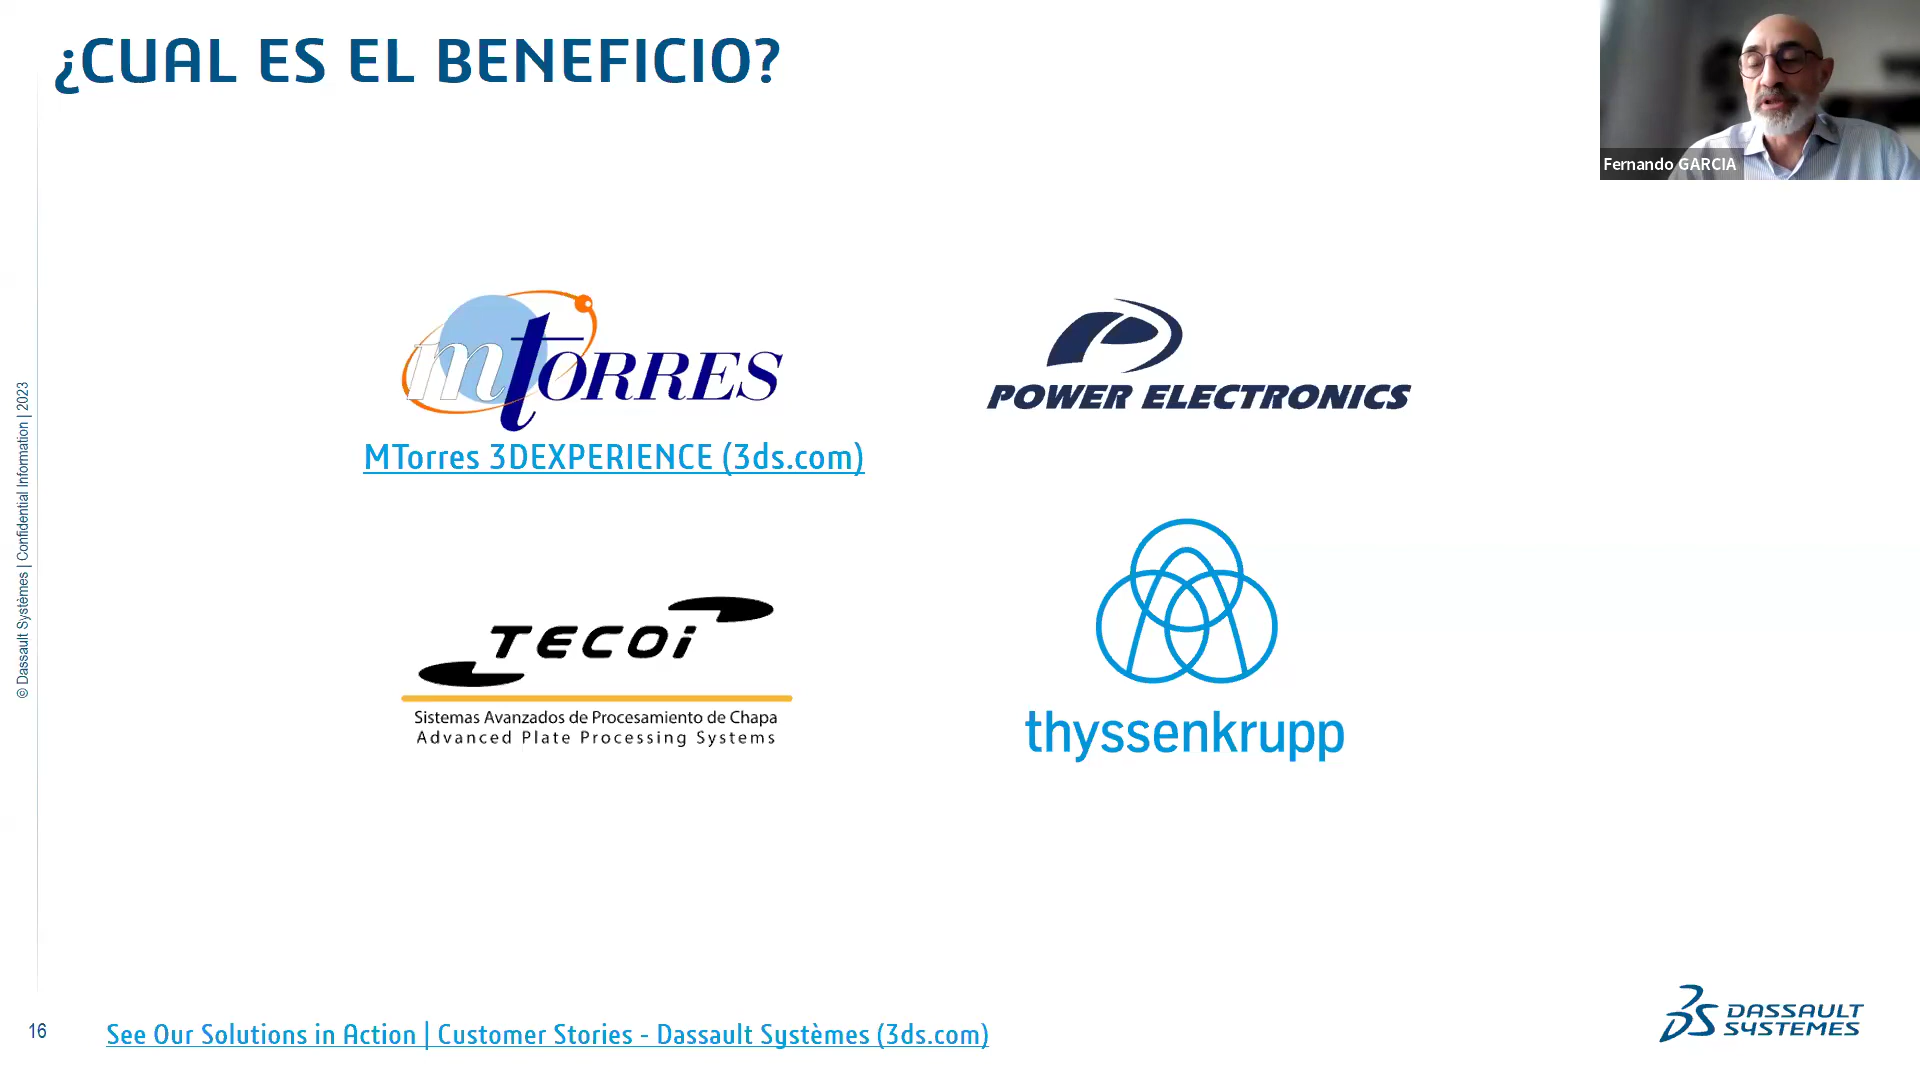 ¿CUAL ES EL BENEFICIO?
Fernando GARCIA
mTORRES
MTorres 3DEXPERIENCE (3ds.com)
POWER ELECTRONICS
TECOi
Sistemas Avanzados de Procesamiento de Chapa
Advanced Plate Processing Systems
thyssenkrupp
© Dassault Systèmes | Confidential Information | 2023
16
See Our Solutions in Action | Customer Stories - Dassault Systèmes (3ds.com)
3DS DASSAULT
SYSTEMES